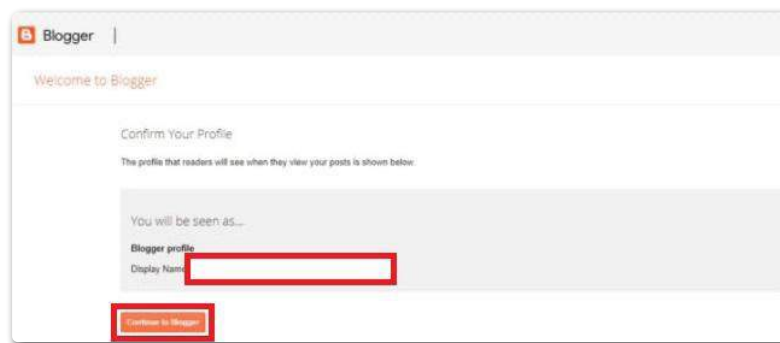 Blogger
Welcome to Blogger
Confirm Your Profile
The profile that readers will see when they view your posts is shown below.
You will be seen as...
Blogger profile
Display Name
Continue to Blogger